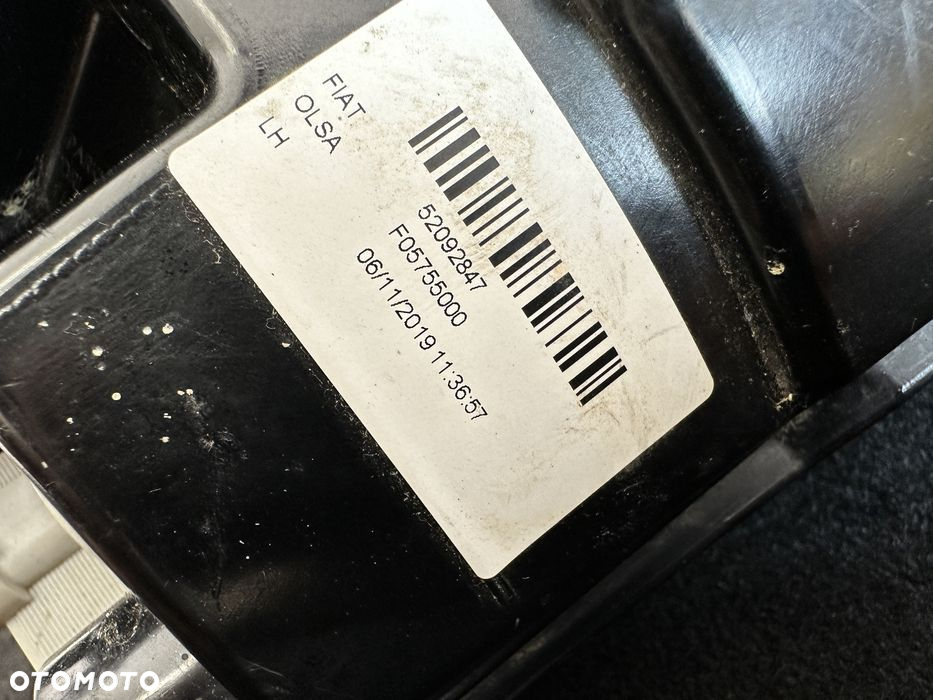 FIAT
OLSA
LH
52092847
F05755000
06/11/2019 11:36:57
OTOMOTO